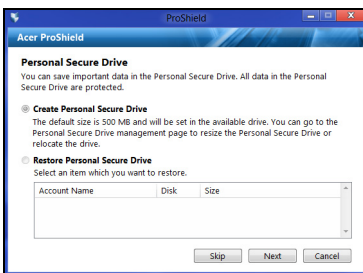 ProShield
Acer ProShield
Personal Secure Drive
You can save important data in the Personal Secure Drive. All data in the Personal
Secure Drive are protected.
Create Personal Secure Drive
The default size is 500 MB and will be set in the available drive. You can go to the
Personal Secure Drive management page to resize the Personal Secure Drive or
relocate the drive.
Restore Personal Secure Drive
Select an item which you want to restore.
Account Name Disk Size
Skip Next Cancel